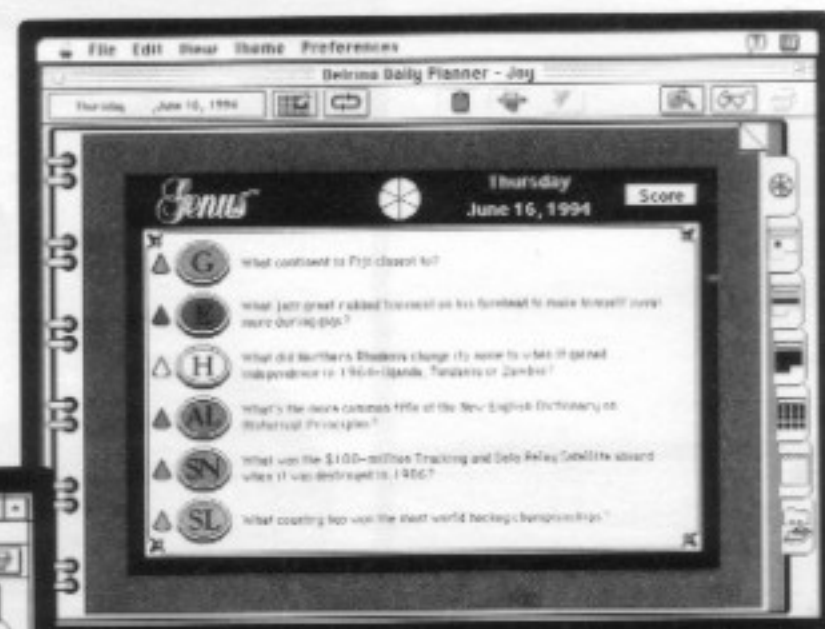 File Edit View Theme Preferences
Delrina Daily Planner - Joy
Thursday ,June 16, 1994
Genus™
Thursday
June 16, 1994
Score
G What continent is Fiji closest to?
E What jazz great rubbed liniment on his forehead to make himself sweat
more during gigs?
H What did Northern Rhodesia change its name to when it gained
independence in 1964-Uganda, Tanzania or Zambia?
AL What's the more common title of the New English Dictionary on
Historical Principles?
SN What was the $100-million Tracking and Data Relay Satellite aboard
when it was destroyed in 1986?
SL What country has won the most world hockey championships?